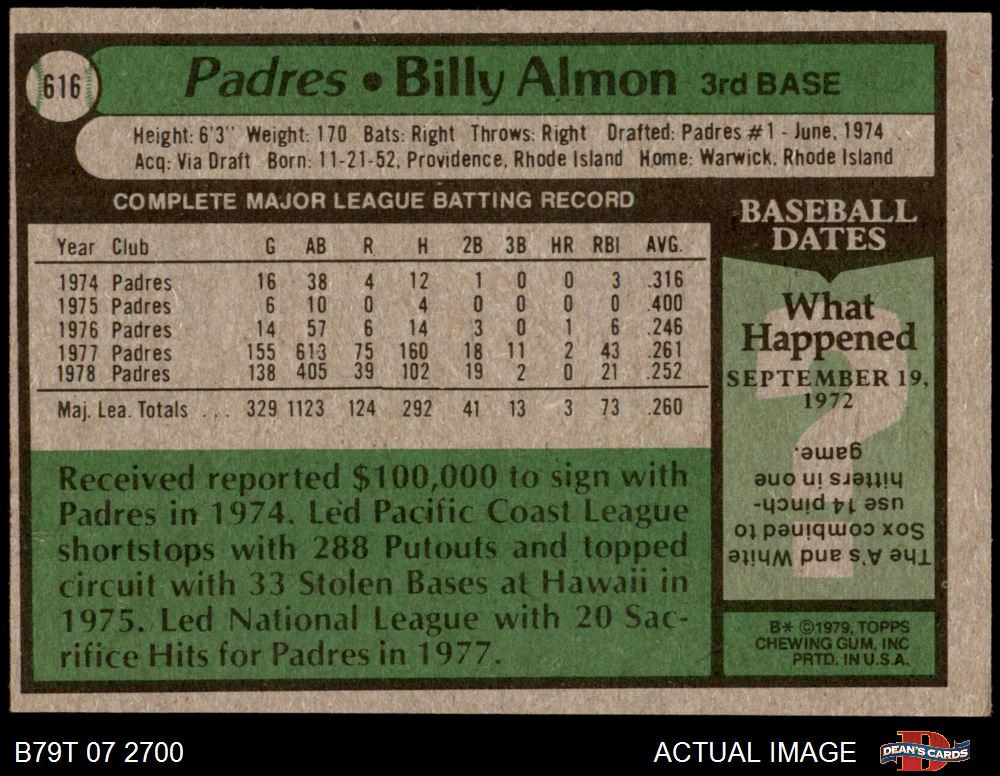 616
Padres • Billy Almon 3rd BASE
Height: 6'3" Weight: 170 Bats: Right Throws: Right Drafted: Padres #1 - June, 1974
Acq: Via Draft Born: 11-21-52, Providence, Rhode Island Home: Warwick, Rhode Island
COMPLETE MAJOR LEAGUE BATTING RECORD
Year Club G AB R H 2B 3B HR RBI AVG.
1974 Padres 16 38 4 12 1 0 0 3 .316
1975 Padres 6 10 0 4 0 0 0 0 .400
1976 Padres 14 57 6 14 3 0 1 6 .246
1977 Padres 155 613 75 160 18 11 2 43 .261
1978 Padres 138 405 39 102 19 2 0 21 .252
Maj. Lea. Totals ... 329 1123 124 292 41 13 3 73 .260
Received reported $100,000 to sign with
Padres in 1974. Led Pacific Coast League
shortstops with 288 Putouts and topped
circuit with 33 Stolen Bases at Hawaii in
1975. Led National League with 20 Sac-
rifice Hits for Padres in 1977.
BASEBALL
DATES
What
Happened
SEPTEMBER 19,
1972
The A's and White
Sox combined to
use 14 pinch-
hitters in one
game.
B* ©1979, TOPPS
CHEWING GUM, INC
PRTD. IN U.S.A.
B79T 07 2700
ACTUAL IMAGE
DEAN'S CARDS